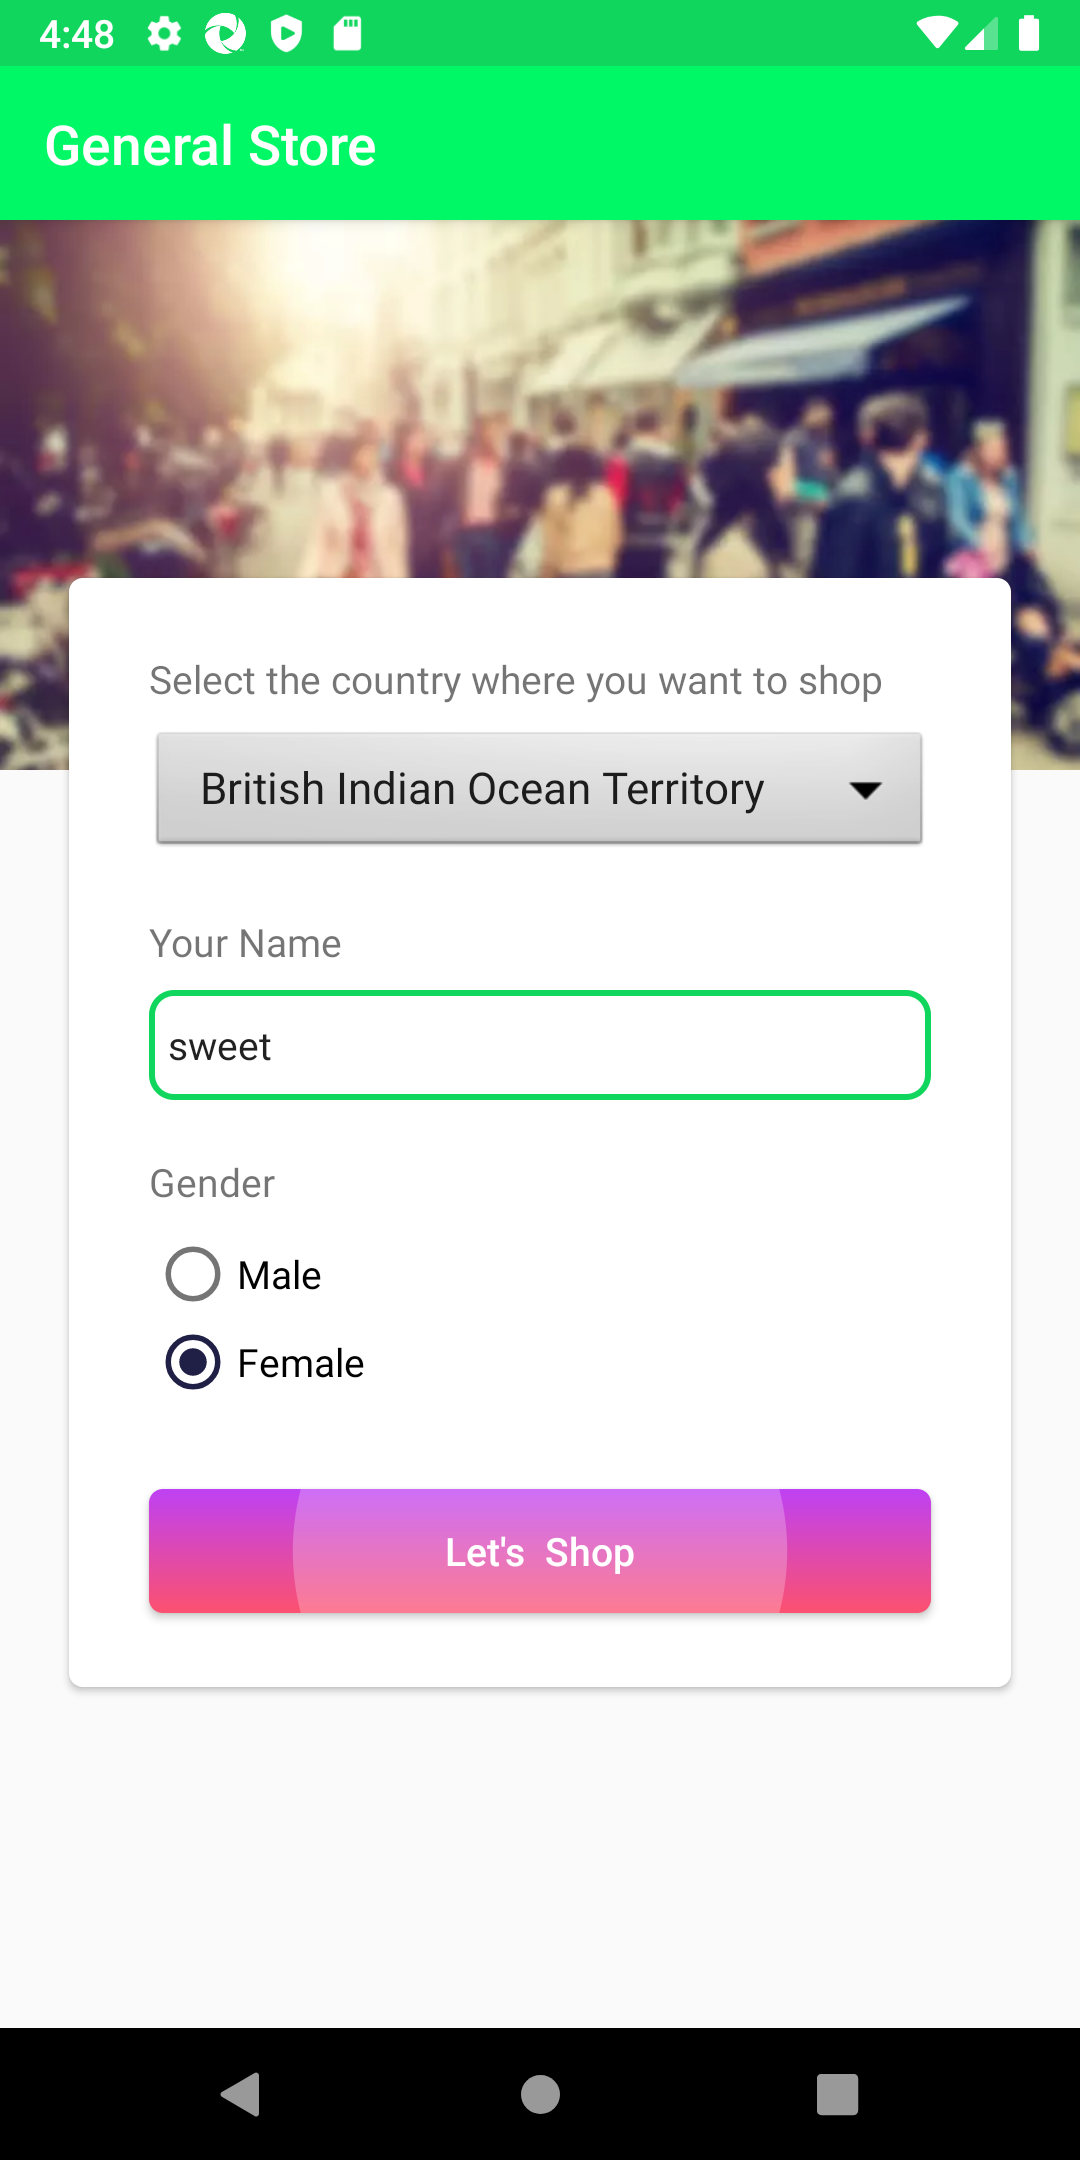 4:48
General Store
Select the country where you want to shop
British Indian Ocean Territory
Your Name
sweet
Gender
Male
Female
Let's  Shop